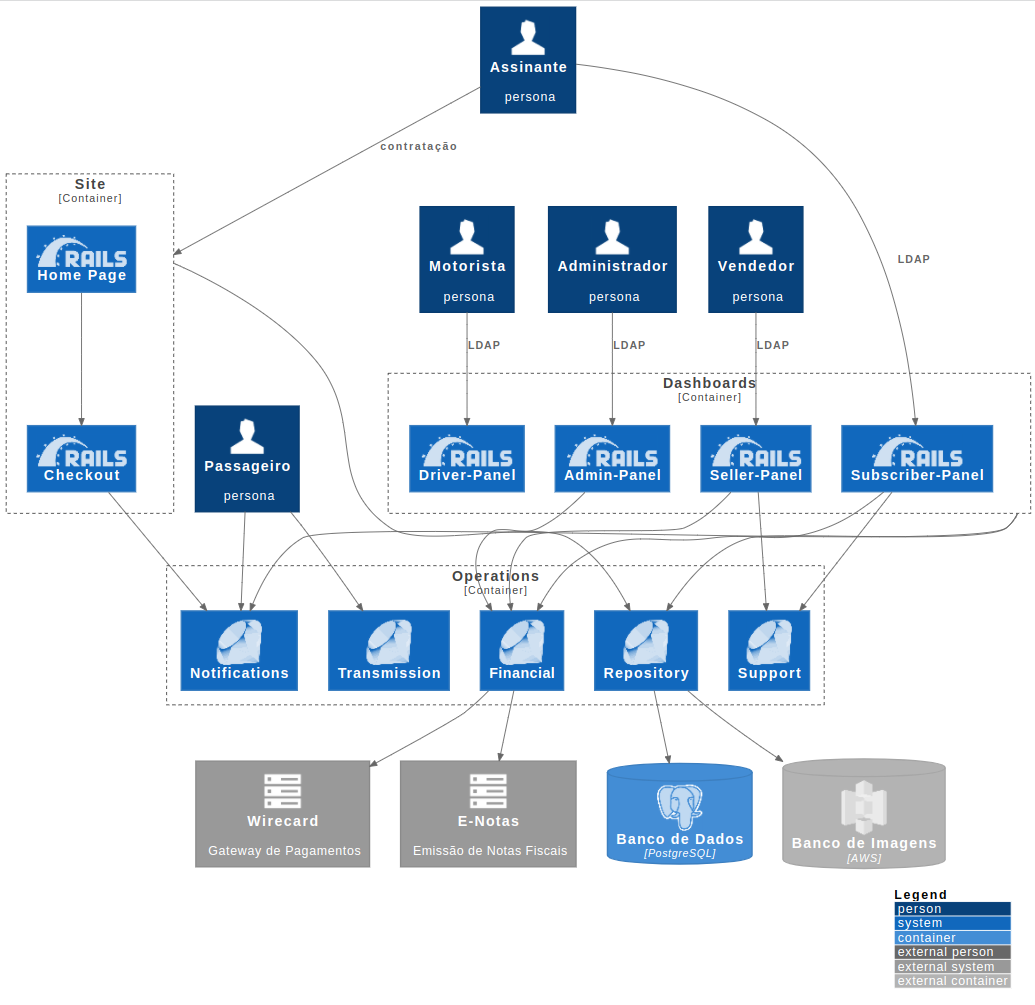 Assinante
persona
contratação
Site
[Container]
RAILS
Home Page
Motorista
persona
Administrador
persona
Vendedor
persona
LDAP
LDAP
LDAP
LDAP
Dashboards
[Container]
RAILS
Checkout
Passageiro
persona
RAILS
Driver-Panel
RAILS
Admin-Panel
RAILS
Seller-Panel
RAILS
Subscriber-Panel
Operations
[Container]
Notifications
Transmission
Financial
Repository
Support
Wirecard
Gateway de Pagamentos
E-Notas
Emissão de Notas Fiscais
Banco de Dados
[PostgreSQL]
Banco de Imagens
[AWS]
Legend
person
system
container
external person
external system
external container